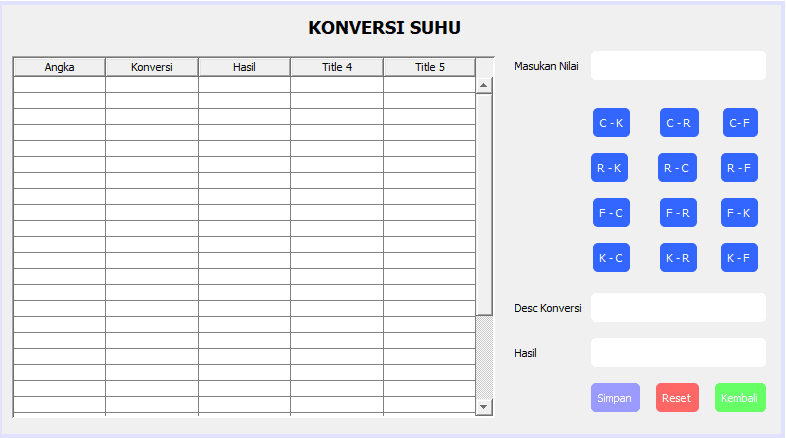 KONVERSI SUHU
Angka Konversi Hasil Title 4 Title 5
Masukan Nilai
C - K C - R C- F
R - K R - C R - F
F - C F - R F - K
K - C K - R K - F
Desc Konversi
Hasil
Simpan Reset Kembali